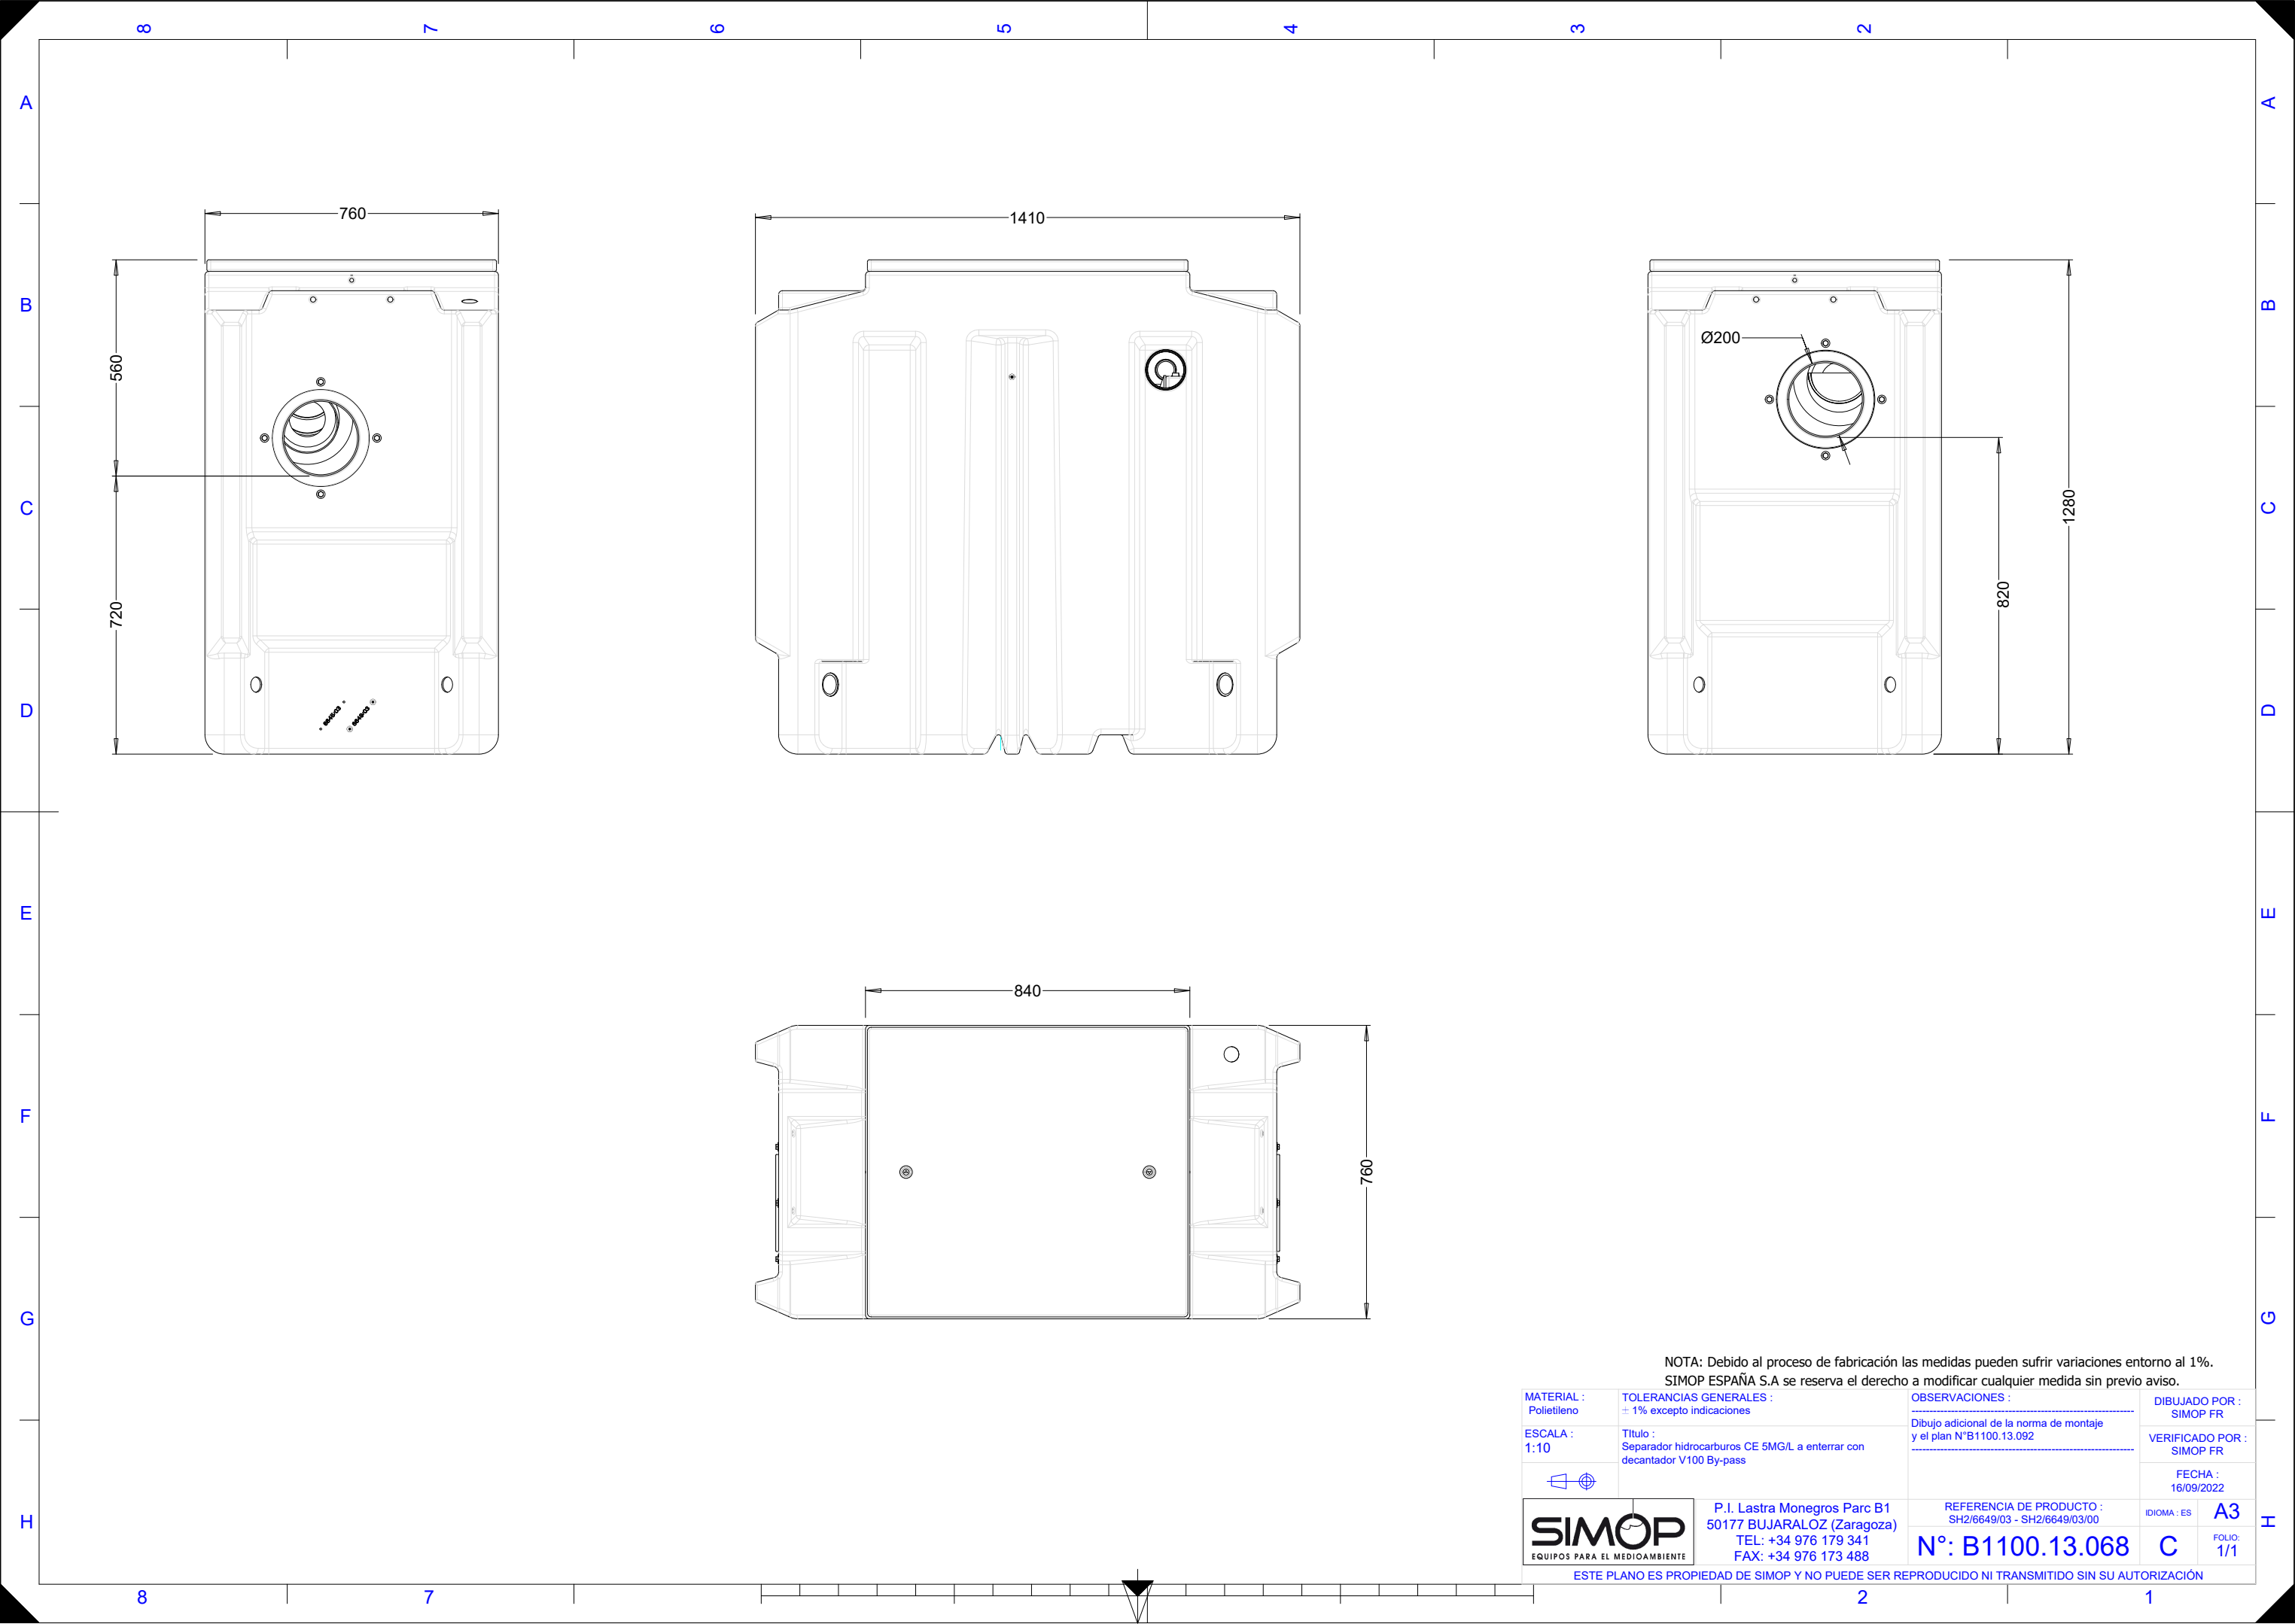 8 7 6 5 4 3 2
A A
760
1410
B B
560
Ø200
C C
1280
820
720
D D
E E
840
F F
760
G G
NOTA: Debido al proceso de fabricación las medidas pueden sufrir variaciones entorno al 1%.
SIMOP ESPAÑA S.A se reserva el derecho a modificar cualquier medida sin previo aviso.
MATERIAL :
Polietileno
TOLERANCIAS GENERALES :
± 1% excepto indicaciones
OBSERVACIONES :
Dibujo adicional de la norma de montaje
y el plan N°B1100.13.092
DIBUJADO POR :
SIMOP FR
ESCALA :
1:10
TItulo :
Separador hidrocarburos CE 5MG/L a enterrar con
decantador V100 By-pass
VERIFICADO POR :
SIMOP FR
FECHA :
16/09/2022
H H
SIMOP
EQUIPOS PARA EL MEDIOAMBIENTE
P.I. Lastra Monegros Parc B1
50177 BUJARALOZ (Zaragoza)
TEL: +34 976 179 341
FAX: +34 976 173 488
REFERENCIA DE PRODUCTO :
SH2/6649/03 - SH2/6649/03/00
IDIOMA : ES
A3
N°: B1100.13.068
C
FOLIO:
1/1
ESTE PLANO ES PROPIEDAD DE SIMOP Y NO PUEDE SER REPRODUCIDO NI TRANSMITIDO SIN SU AUTORIZACIÓN
8 7 2 1